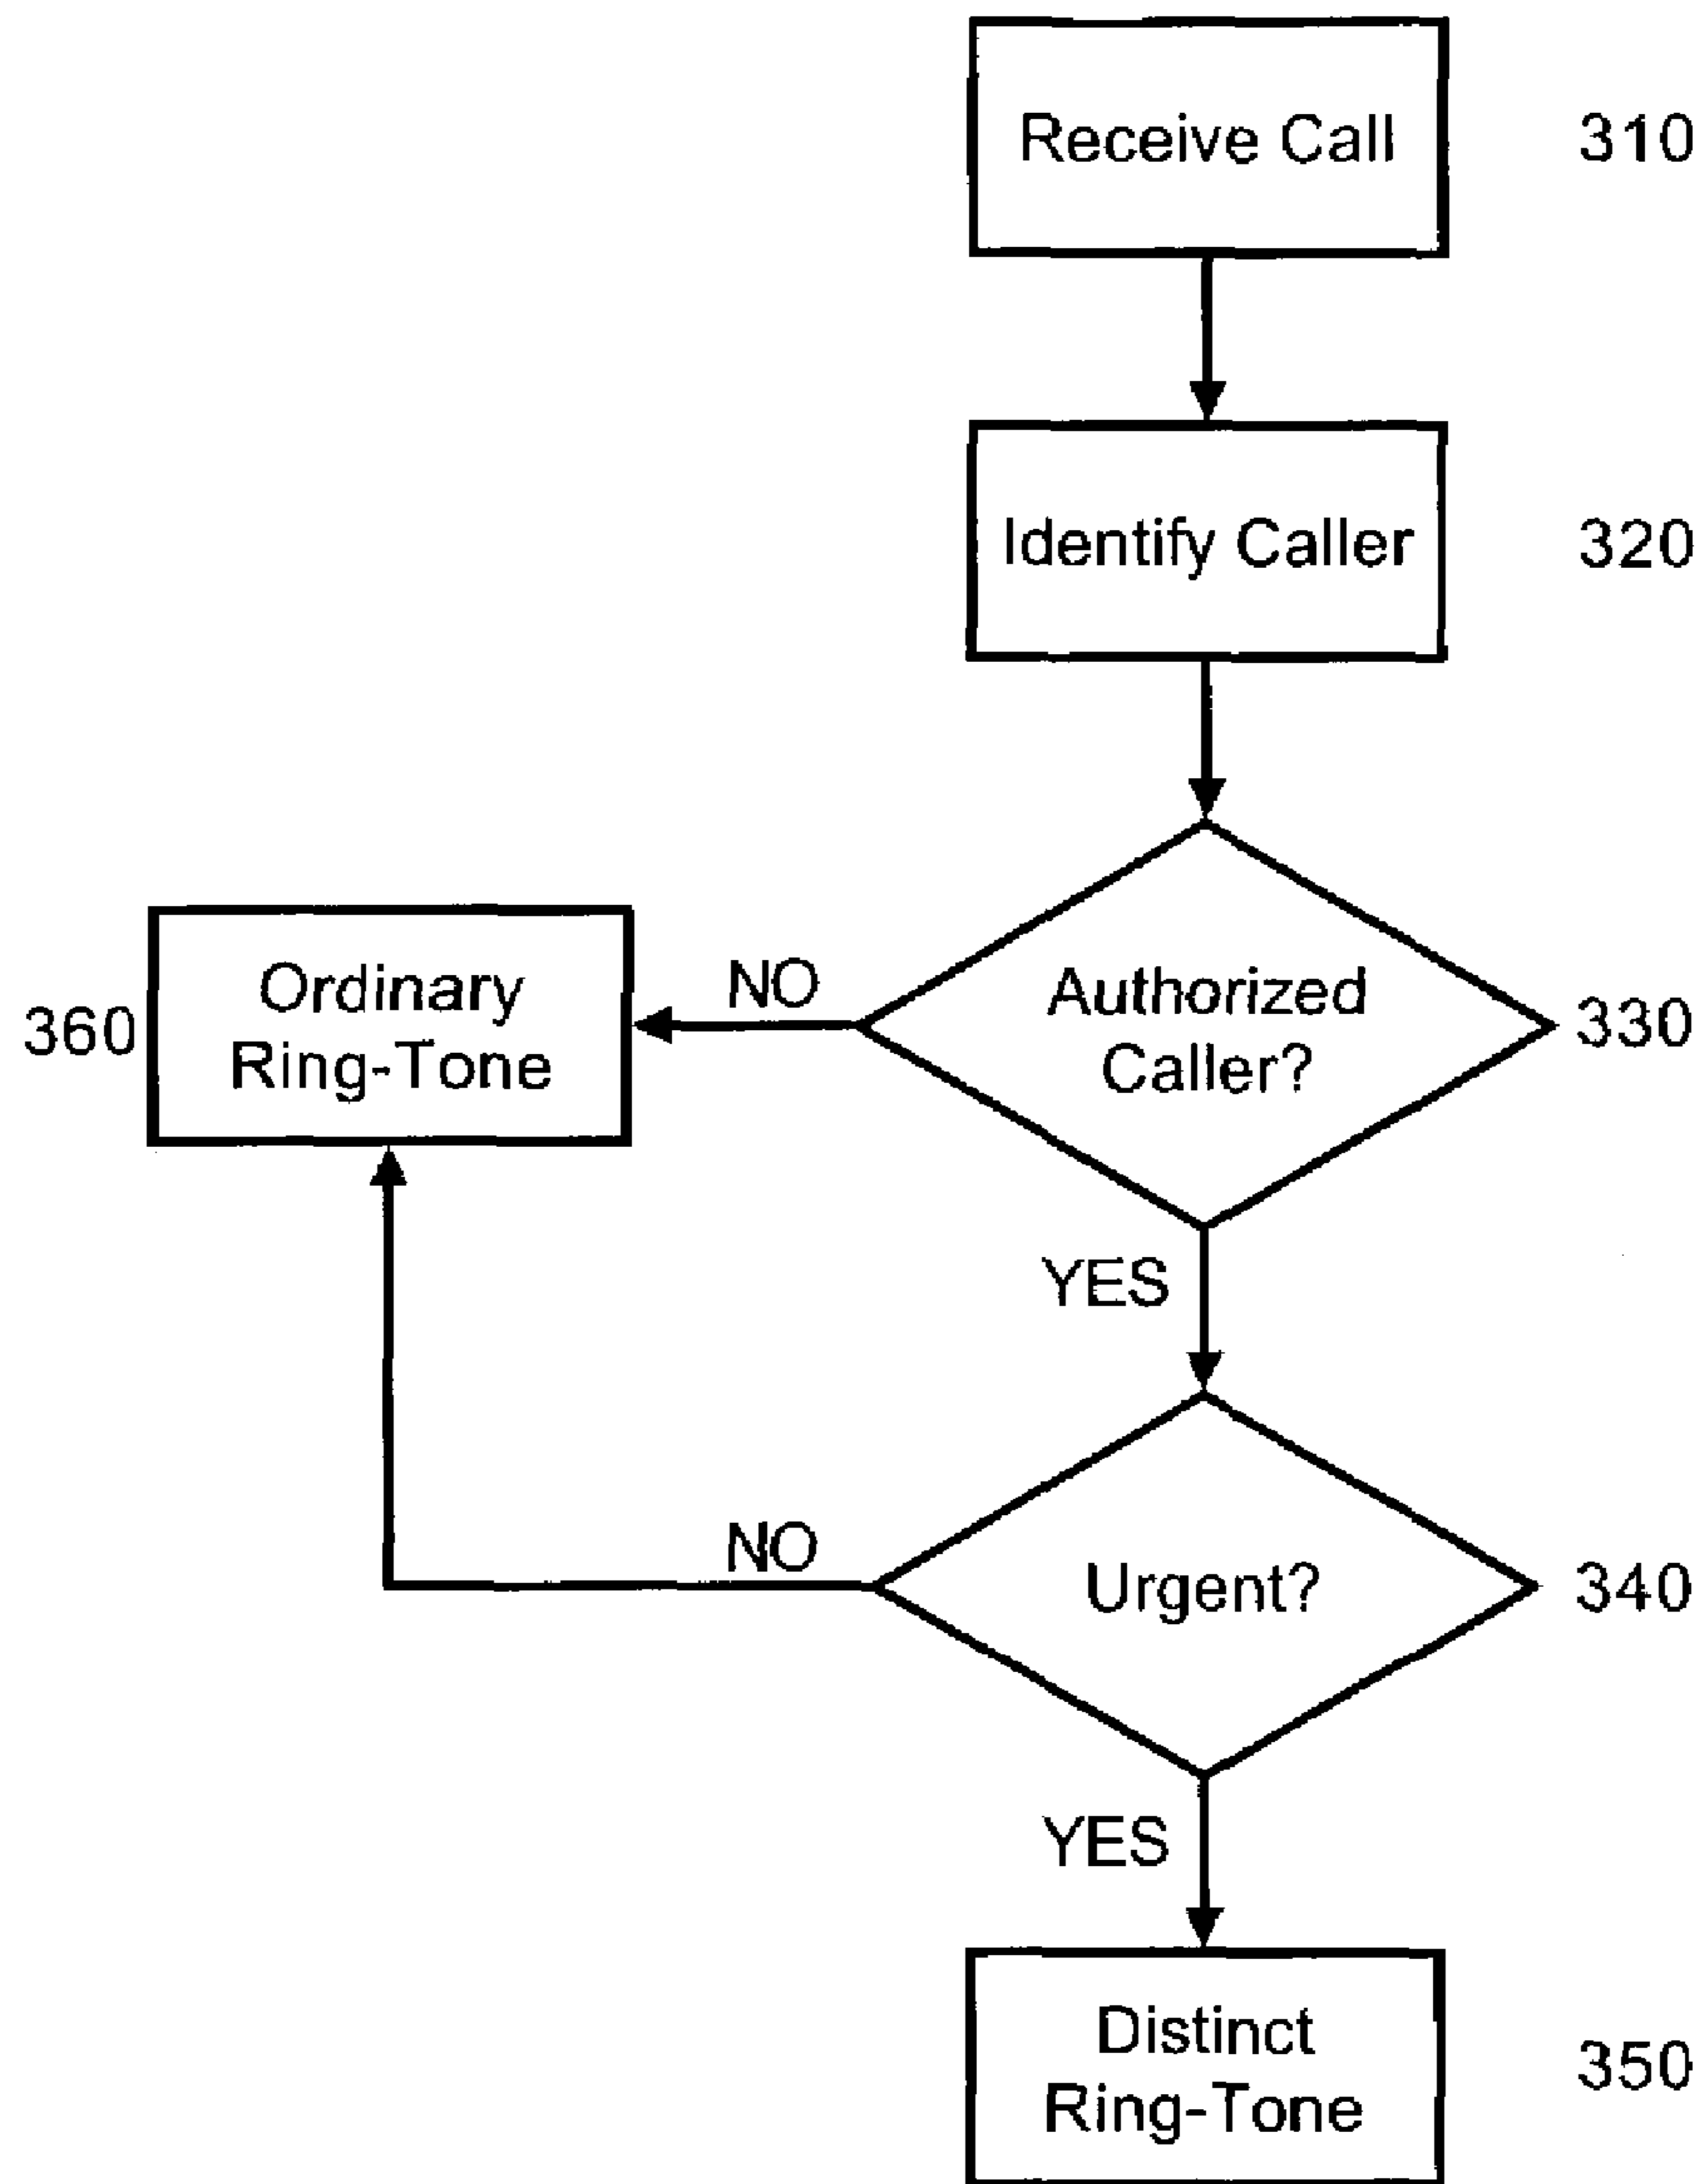 Receive Call
310
Identify Caller
320
Ordinary
Ring-Tone
360
NO
Authorized
Caller?
330
YES
NO
Urgent?
340
YES
Distinct
Ring-Tone
350